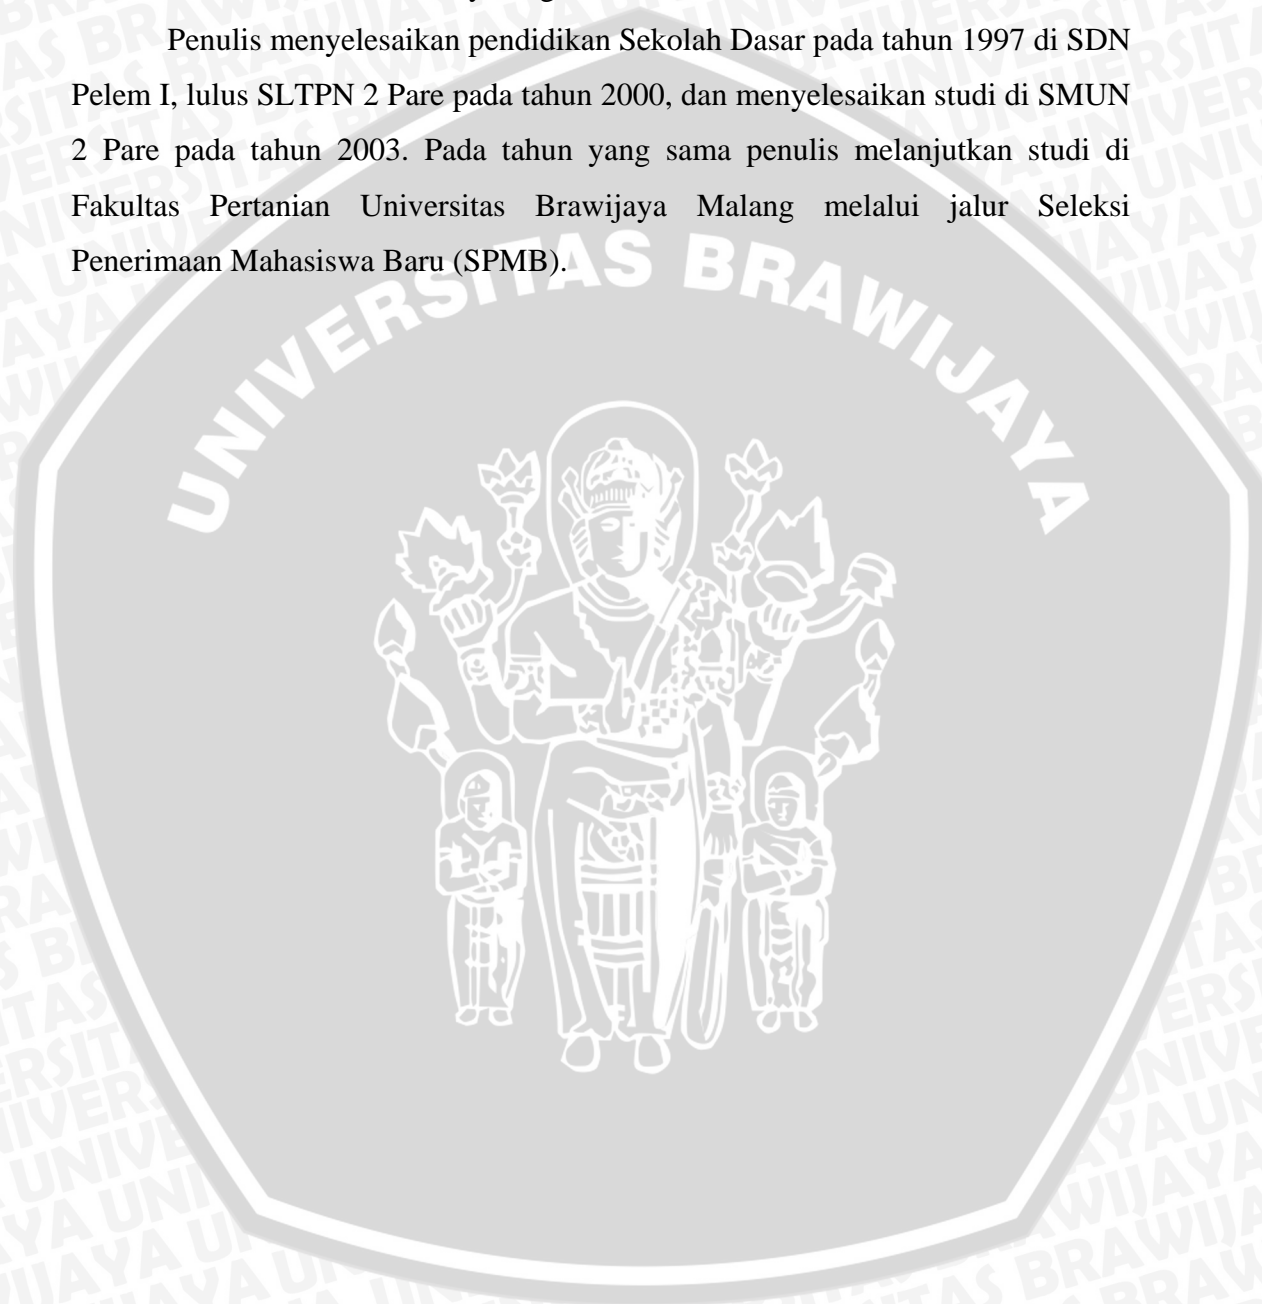 Penulis menyelesaikan pendidikan Sekolah Dasar pada tahun 1997 di SDN
Pelem I, lulus SLTPN 2 Pare pada tahun 2000, dan menyelesaikan studi di SMUN
2 Pare pada tahun 2003. Pada tahun yang sama penulis melanjutkan studi di
Fakultas Pertanian Universitas Brawijaya Malang melalui jalur Seleksi
Penerimaan Mahasiswa Baru (SPMB).
UNIVERSITAS BRAWIJAYA